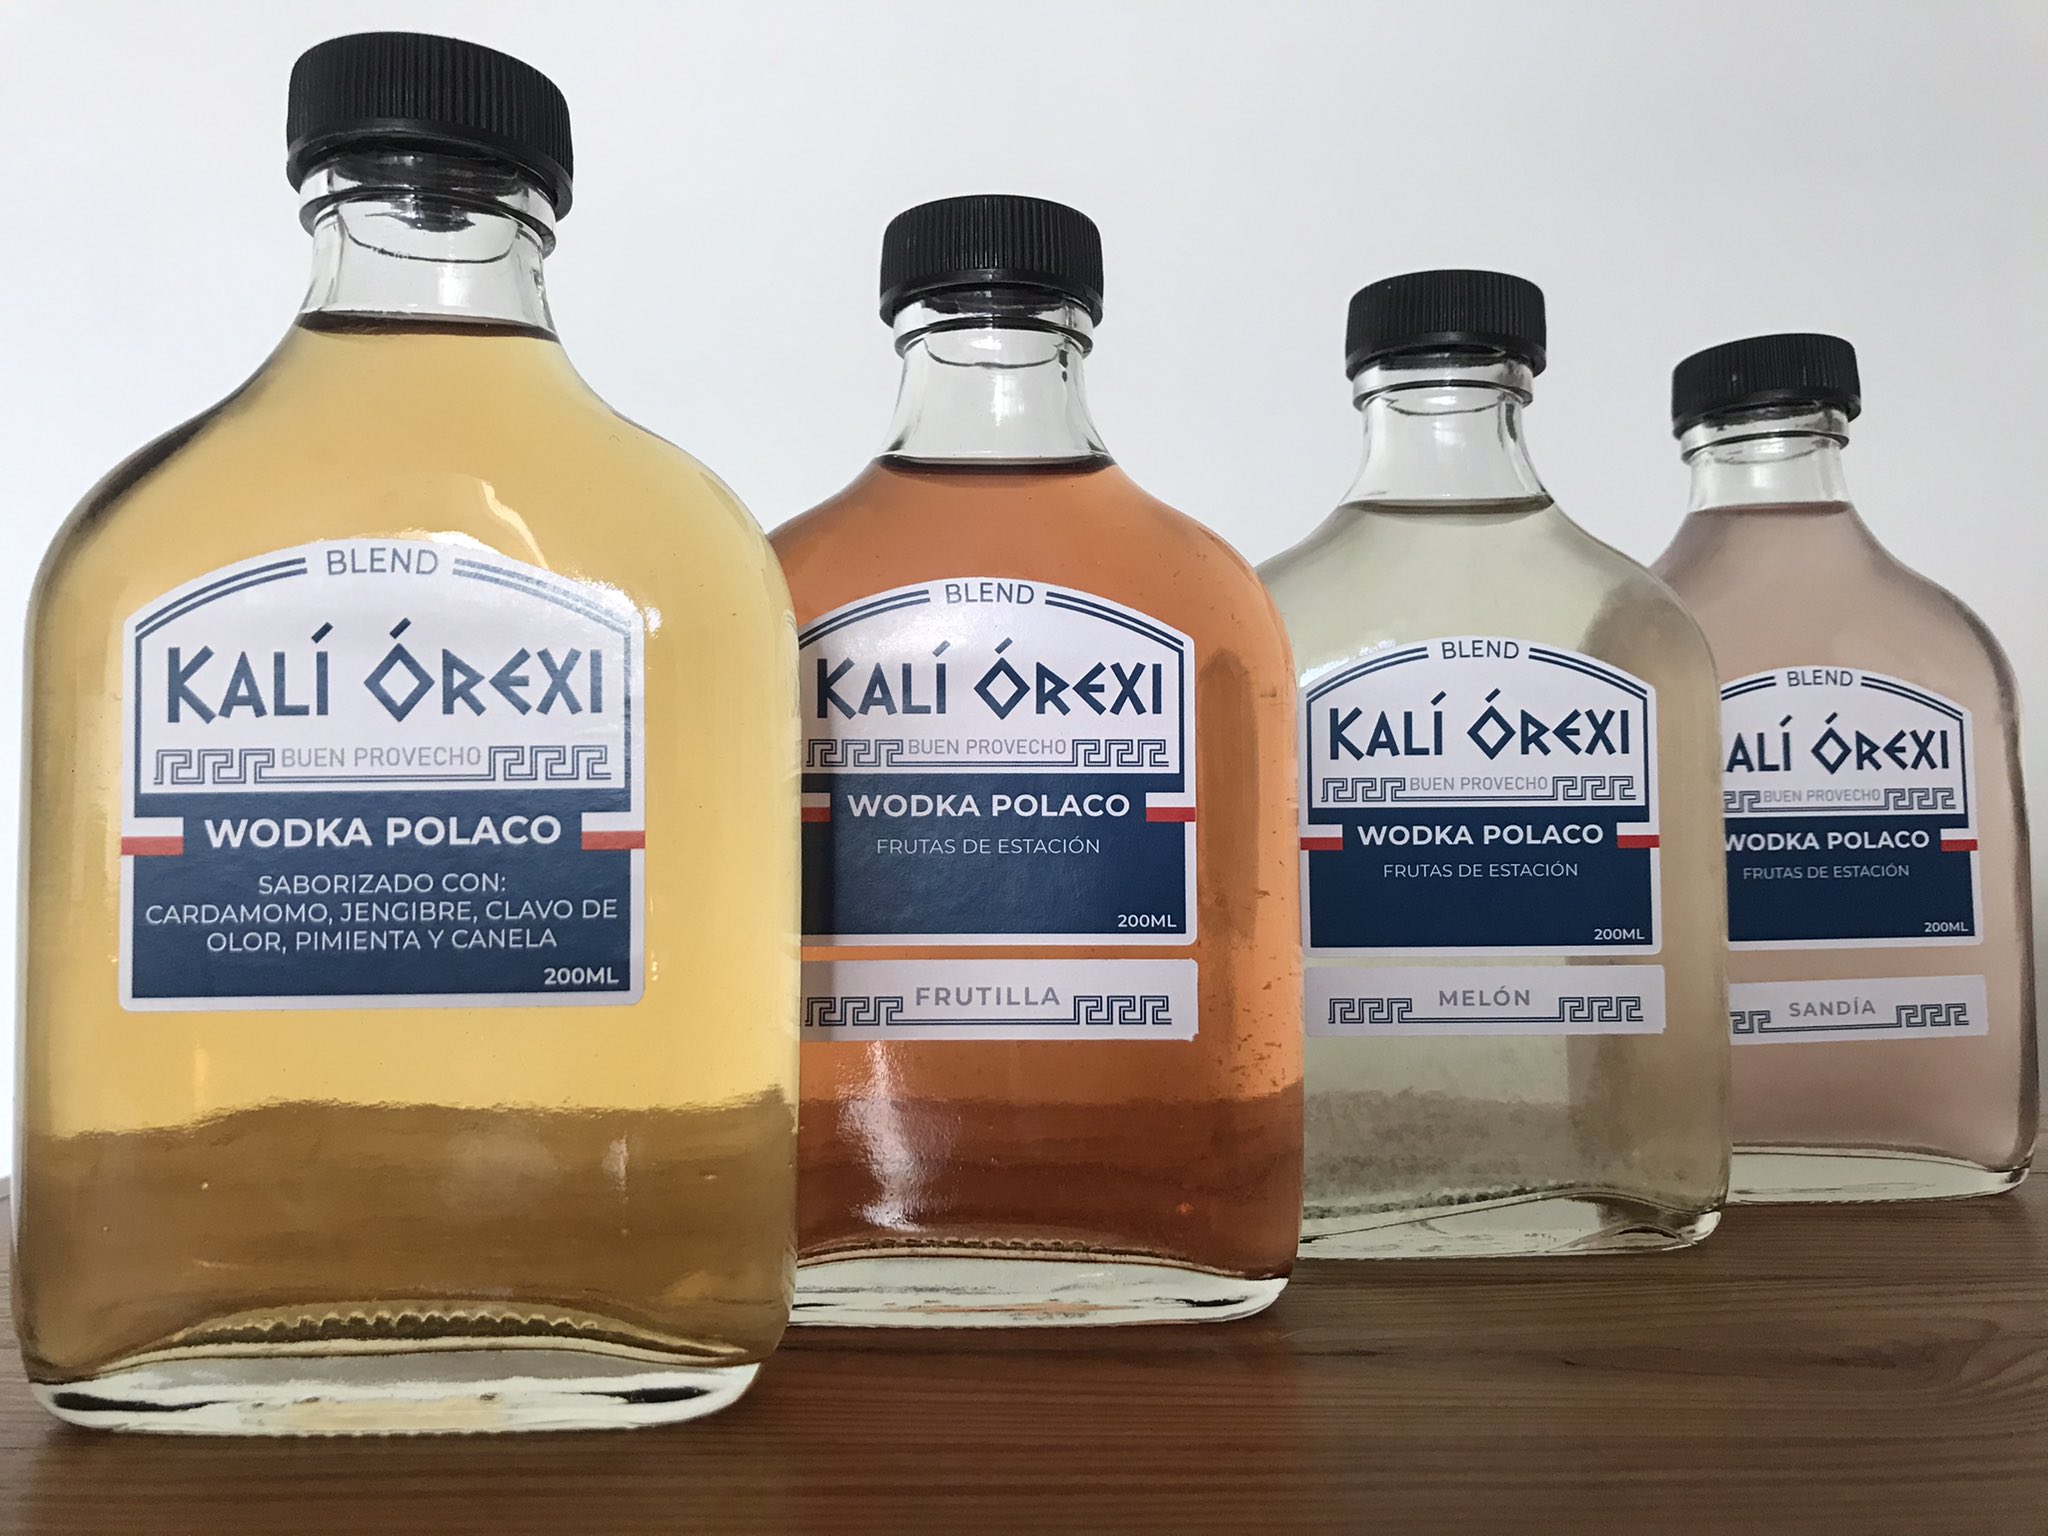 BLEND
KALÍ ÓREXI
BUEN PROVECHO
WODKA POLACO
SABORIZADO CON:
CARDAMOMO, JENGIBRE, CLAVO DE
OLOR, PIMIENTA Y CANELA
200ML
BLEND
KALÍ ÓREXI
BUEN PROVECHO
WODKA POLACO
FRUTAS DE ESTACIÓN
200ML
FRUTILLA
BLEND
KALÍ ÓREXI
BUEN PROVECHO
WODKA POLACO
FRUTAS DE ESTACIÓN
200ML
MELÓN
BLEND
KALÍ ÓREXI
BUEN PROVECHO
WODKA POLACO
FRUTAS DE ESTACIÓN
200ML
SANDÍA